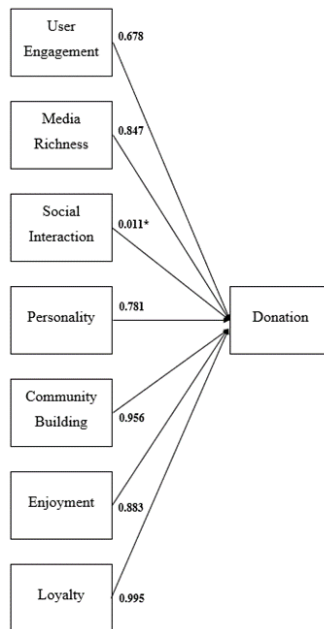 User
Engagement
0.678
Media
Richness
0.847
Social
Interaction
0.011*
Personality
0.781
Donation
Community
Building
0.956
Enjoyment
0.883
Loyalty
0.995